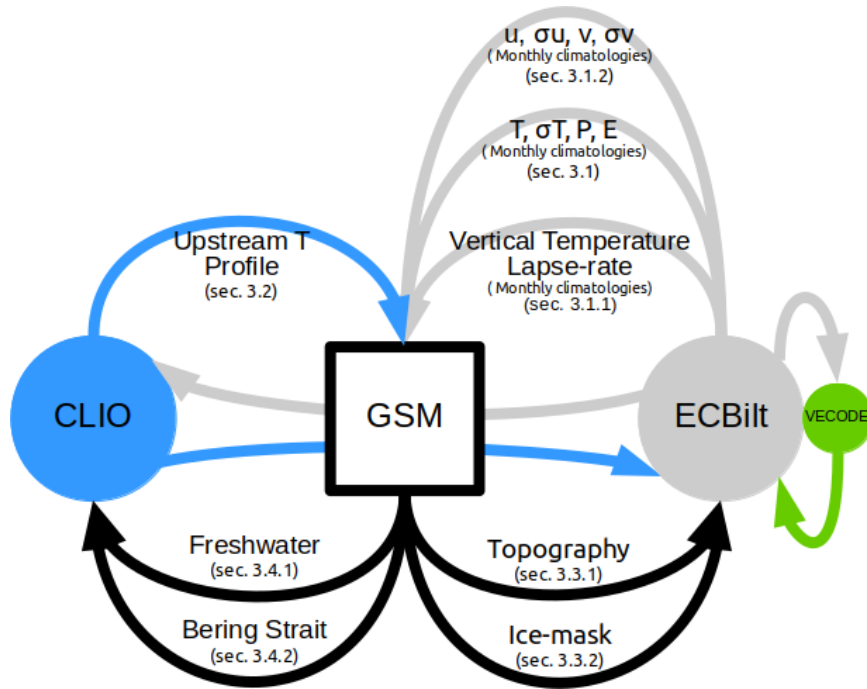 u, σu, v, σv
( Monthly climatologies)
(sec. 3.1.2)
T, σT, P, E
( Monthly climatologies)
(sec. 3.1)
Upstream T
Profile
(sec. 3.2)
Vertical Temperature
Lapse-rate
( Monthly climatologies)
(sec. 3.1.1)
CLIO
GSM
ECBilt
VECODE
Freshwater
(sec. 3.4.1)
Topography
(sec. 3.3.1)
Bering Strait
(sec. 3.4.2)
Ice-mask
(sec. 3.3.2)